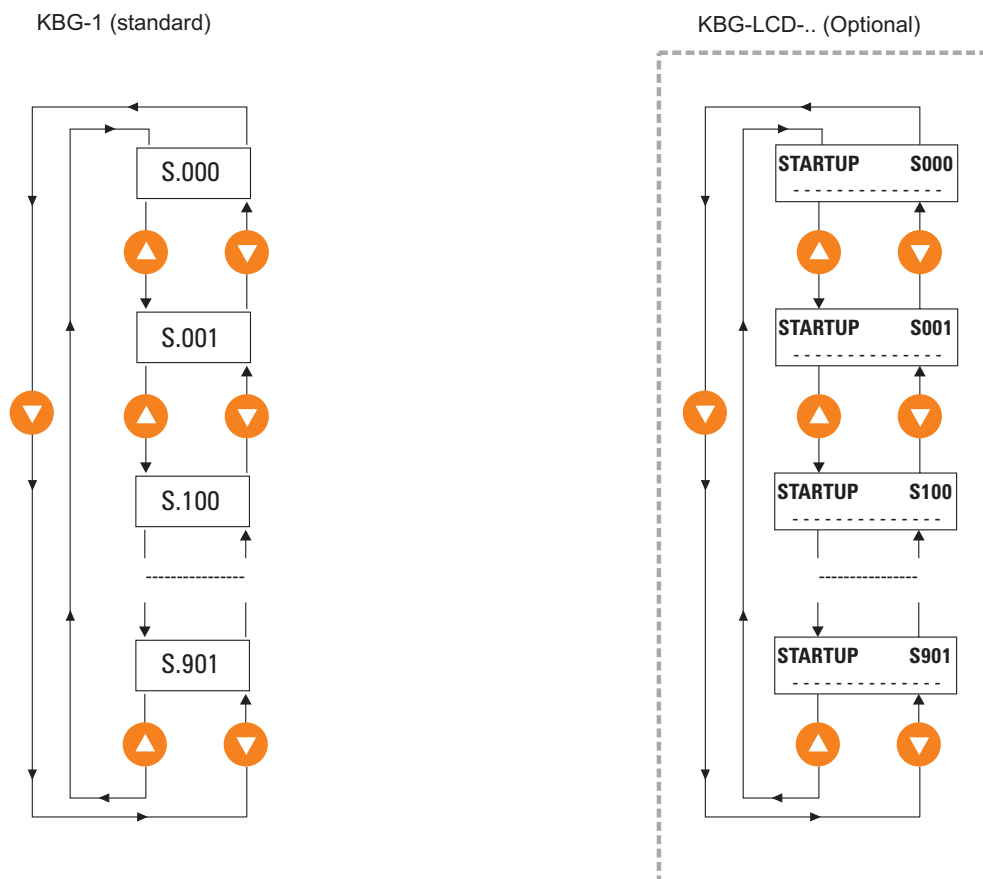 KBG-1 (standard)
S.000
S.001
S.100
---------------
S.901
KBG-LCD-.. (Optional)
STARTUP S000
- - - - - - - - - - - - - -
STARTUP S001
- - - - - - - - - - - - - -
STARTUP S100
- - - - - - - - - - - - - -
---------------
STARTUP S901
- - - - - - - - - - - - - -